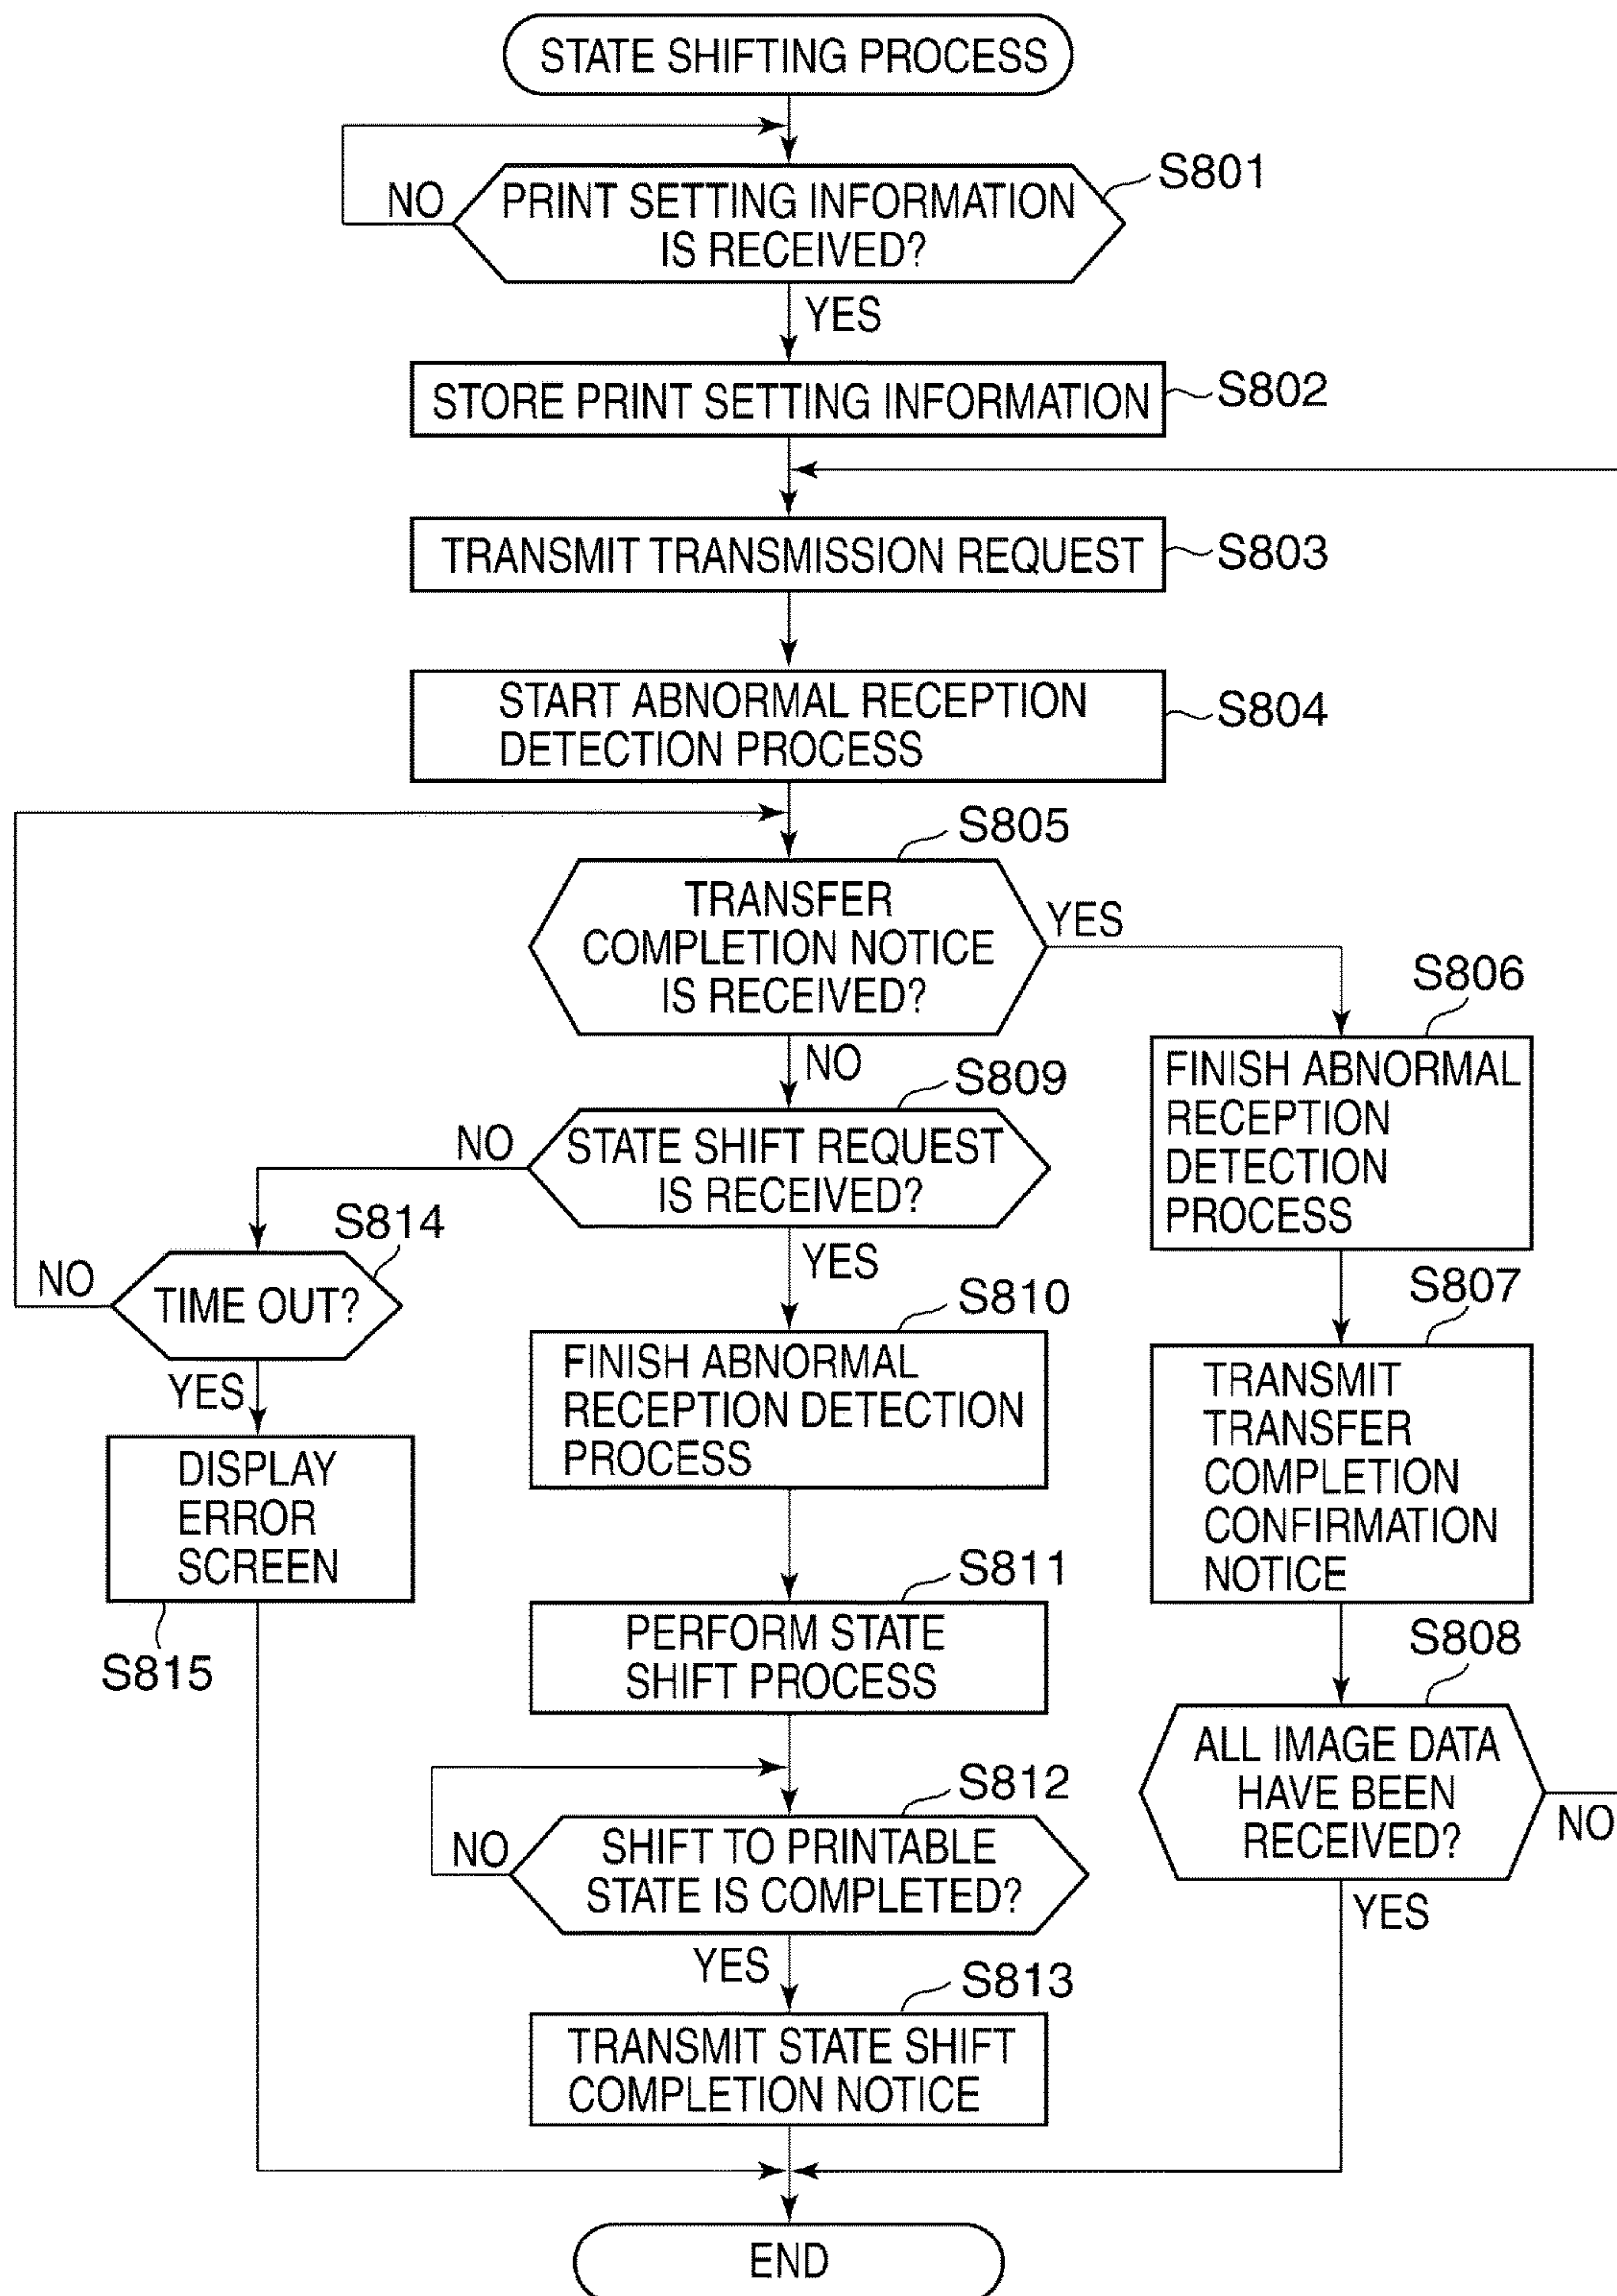 STATE SHIFTING PROCESS
S801
NO
PRINT SETTING INFORMATION
IS RECEIVED?
YES
STORE PRINT SETTING INFORMATION
S802
TRANSMIT TRANSMISSION REQUEST
S803
START ABNORMAL RECEPTION
DETECTION PROCESS
S804
S805
TRANSFER
COMPLETION NOTICE
IS RECEIVED?
YES
NO
S806
FINISH ABNORMAL
RECEPTION
DETECTION
PROCESS
S809
NO
STATE SHIFT REQUEST
IS RECEIVED?
YES
S814
NO
TIME OUT?
YES
S807
TRANSMIT
TRANSFER
COMPLETION
CONFIRMATION
NOTICE
S810
FINISH ABNORMAL
RECEPTION DETECTION
PROCESS
DISPLAY
ERROR
SCREEN
S815
S811
PERFORM STATE
SHIFT PROCESS
S808
ALL IMAGE DATA
HAVE BEEN
RECEIVED?
NO
YES
S812
NO
SHIFT TO PRINTABLE
STATE IS COMPLETED?
YES
S813
TRANSMIT STATE SHIFT
COMPLETION NOTICE
END